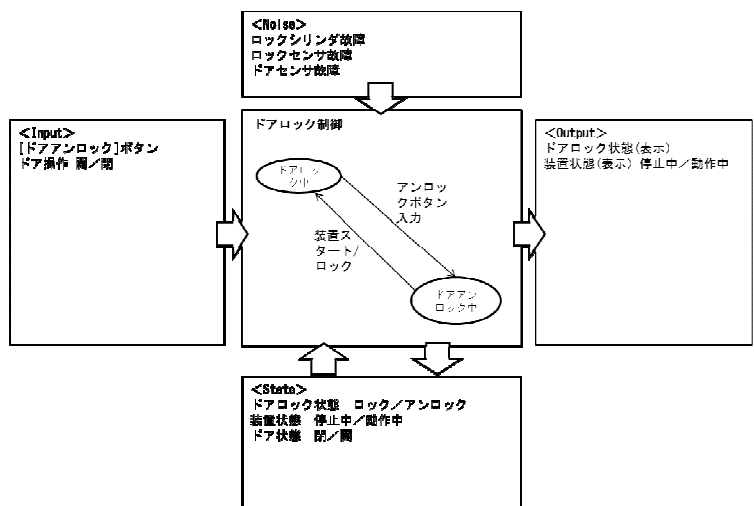 <Noise>
ロックシリンダ故障
ロックセンサ故障
ドアセンサ故障
<Input>
[ドアアンロック]ボタン
ドア操作 開／閉
ドアロック制御
ドアロッ
ク中
アンロッ
クボタン
入力
装置ス
タート/
ロック
ドアアン
ロック中
<Output>
ドアロック状態(表示)
装置状態(表示) 停止中／動作中
<State>
ドアロック状態 ロック／アンロック
装置状態 停止中／動作中
ドア状態 閉／開